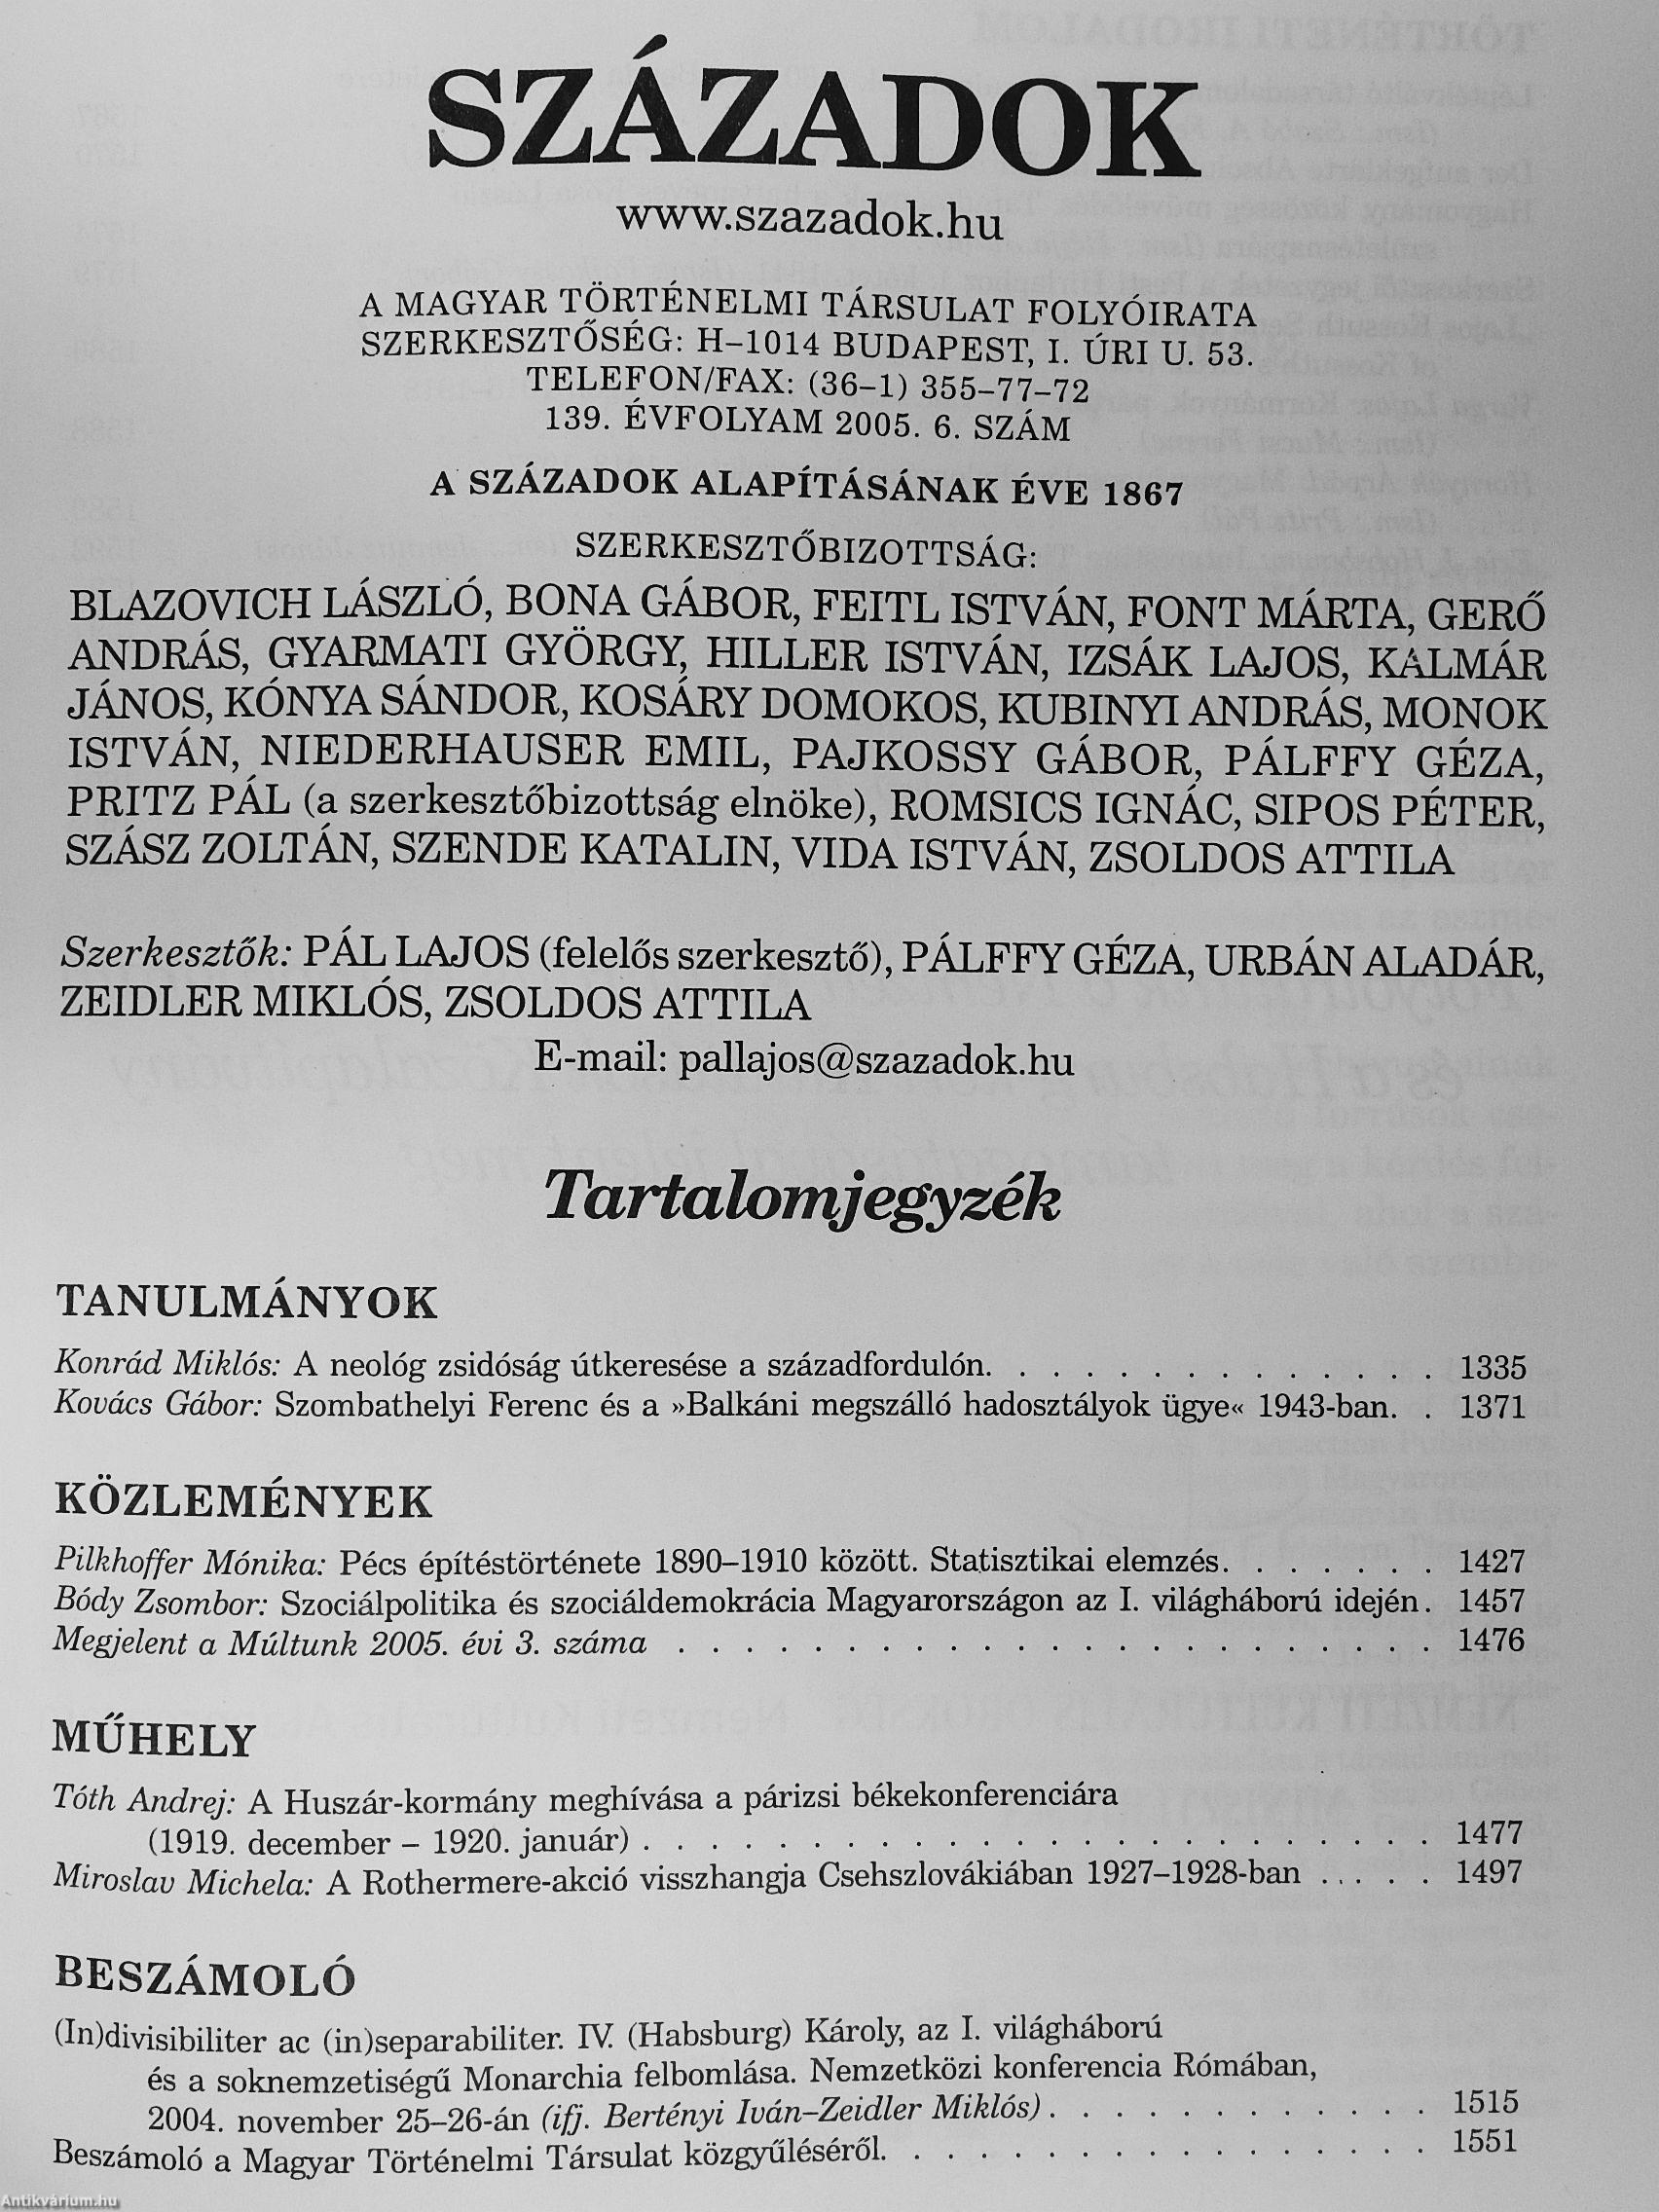 SZÁZADOK
www.szazadok.hu
A MAGYAR TÖRTÉNELMI TÁRSULAT FOLYÓIRATA
SZERKESZTŐSÉG: H–1014 BUDAPEST, I. ÚRI U. 53.
TELEFON/FAX: (36–1) 355–77–72
139. ÉVFOLYAM 2005. 6. SZÁM
A SZÁZADOK ALAPÍTÁSÁNAK ÉVE 1867
SZERKESZTŐBIZOTTSÁG:
BLAZOVICH LÁSZLÓ, BONA GÁBOR, FEITL ISTVÁN, FONT MÁRTA, GERŐ
ANDRÁS, GYARMATI GYÖRGY, HILLER ISTVÁN, IZSÁK LAJOS, KALMÁR
JÁNOS, KÓNYA SÁNDOR, KOSÁRY DOMOKOS, KUBINYI ANDRÁS, MONOK
ISTVÁN, NIEDERHAUSER EMIL, PAJKOSSY GÁBOR, PÁLFFY GÉZA,
PRITZ PÁL (a szerkesztőbizottság elnöke), ROMSICS IGNÁC, SIPOS PÉTER,
SZÁSZ ZOLTÁN, SZENDE KATALIN, VIDA ISTVÁN, ZSOLDOS ATTILA
Szerkesztők: PÁL LAJOS (felelős szerkesztő), PÁLFFY GÉZA, URBÁN ALADÁR,
ZEIDLER MIKLÓS, ZSOLDOS ATTILA
E-mail: pallajos@szazadok.hu
Tartalomjegyzék
TANULMÁNYOK
Konrád Miklós: A neológ zsidóság útkeresése a századfordulón. . . . . . . . . . . . . . 1335
Kovács Gábor: Szombathelyi Ferenc és a »Balkáni megszálló hadosztályok ügye« 1943-ban. . 1371
KÖZLEMÉNYEK
Pilkhoffer Mónika: Pécs építéstörténete 1890–1910 között. Statisztikai elemzés. . . . . . . 1427
Bódy Zsombor: Szociálpolitika és szociáldemokrácia Magyarországon az I. világháború idején. 1457
Megjelent a Múltunk 2005. évi 3. száma . . . . . . . . . . . . . . . . . . . . . . . 1476
MŰHELY
Tóth Andrej: A Huszár-kormány meghívása a párizsi békekonferenciára
(1919. december – 1920. január) . . . . . . . . . . . . . . . . . . . . . . . . 1477
Miroslav Michela: A Rothermere-akció visszhangja Csehszlovákiában 1927–1928-ban . . . . . 1497
BESZÁMOLÓ
(In)divisibiliter ac (in)separabiliter. IV. (Habsburg) Károly, az I. világháború
és a soknemzetiségű Monarchia felbomlása. Nemzetközi konferencia Rómában,
2004. november 25–26-án (ifj. Bertényi Iván–Zeidler Miklós) . . . . . . . . . . . . 1515
Beszámoló a Magyar Történelmi Társulat közgyűléséről. . . . . . . . . . . . . . . . . 1551
Antikvárium.hu